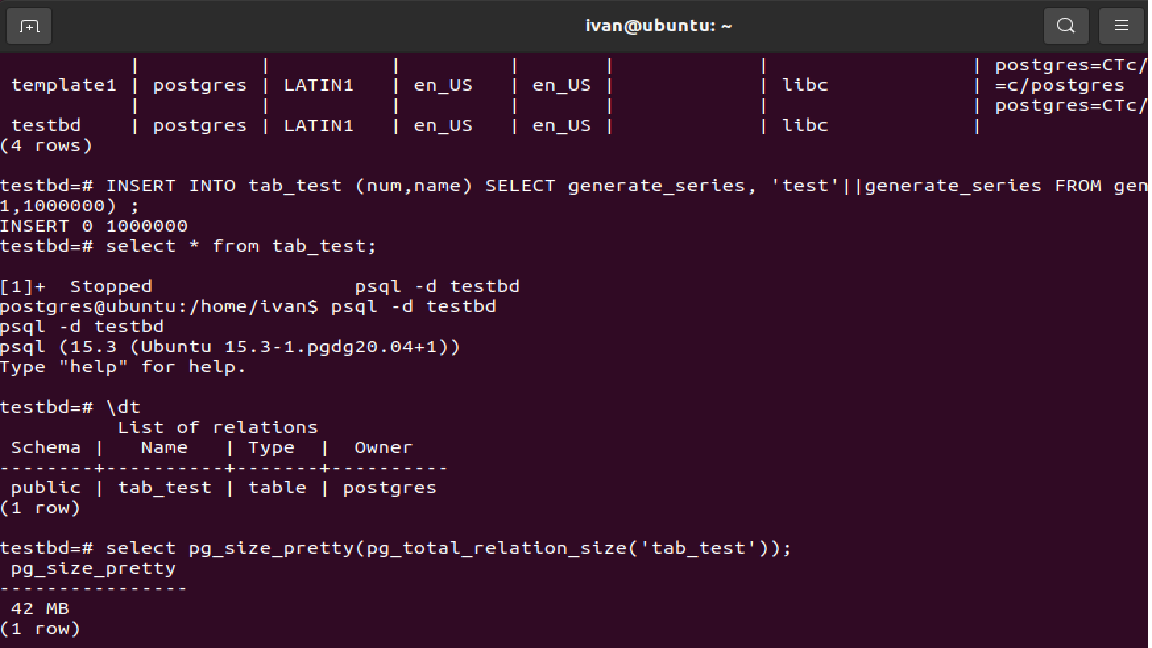 ivan@ubuntu: ~
          |          |          |         |       |            |                 | postgres=CTc/
 template1 | postgres | LATIN1   | en_US   | en_US |            | libc            | =c/postgres
          |          |          |         |       |            |                 | postgres=CTc/
 testbd    | postgres | LATIN1   | en_US   | en_US |            | libc            |
(4 rows)
testbd=# INSERT INTO tab_test (num,name) SELECT generate_series, 'test'||generate_series FROM gen
1,1000000) ;
INSERT 0 1000000
testbd=# select * from tab_test;
[1]+  Stopped                 psql -d testbd
postgres@ubuntu:/home/ivan$ psql -d testbd
psql -d testbd
psql (15.3 (Ubuntu 15.3-1.pgdg20.04+1))
Type "help" for help.
testbd=# \dt
          List of relations
 Schema |   Name   | Type  |  Owner
--------+----------+-------+----------
 public | tab_test | table | postgres
(1 row)
testbd=# select pg_size_pretty(pg_total_relation_size('tab_test'));
 pg_size_pretty
----------------
 42 MB
(1 row)